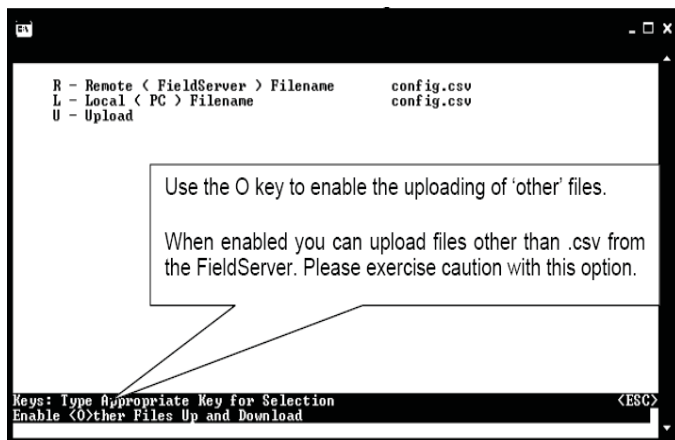 R - Remote ( FieldServer ) Filename config.csv
L - Local ( PC ) Filename config.csv
U - Upload
Use the O key to enable the uploading of ‘other’ files.
When enabled you can upload files other than .csv from
the FieldServer. Please exercise caution with this option.
Keys: Type Appropriate Key for Selection <ESC>
Enable <O>ther Files Up and Download